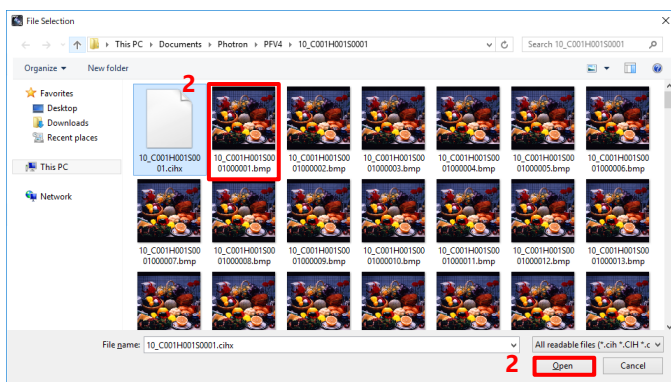 File Selection
This PC Documents Photron PFV4 10_C001H001S0001
Search 10_C001H001S0001
Organize New folder
2
Favorites
Desktop
Downloads
Recent places
This PC
Network
10_C001H001S00
01.cihx
10_C001H001S00
01000001.bmp
10_C001H001S00
01000002.bmp
10_C001H001S00
01000003.bmp
10_C001H001S00
01000004.bmp
10_C001H001S00
01000005.bmp
10_C001H001S00
01000006.bmp
10_C001H001S00
01000007.bmp
10_C001H001S00
01000008.bmp
10_C001H001S00
01000009.bmp
10_C001H001S00
01000010.bmp
10_C001H001S00
01000011.bmp
10_C001H001S00
01000012.bmp
10_C001H001S00
01000013.bmp
File name: 10_C001H001S0001.cihx
All readable files (*.cih *.CIH *.c
2
Open
Cancel